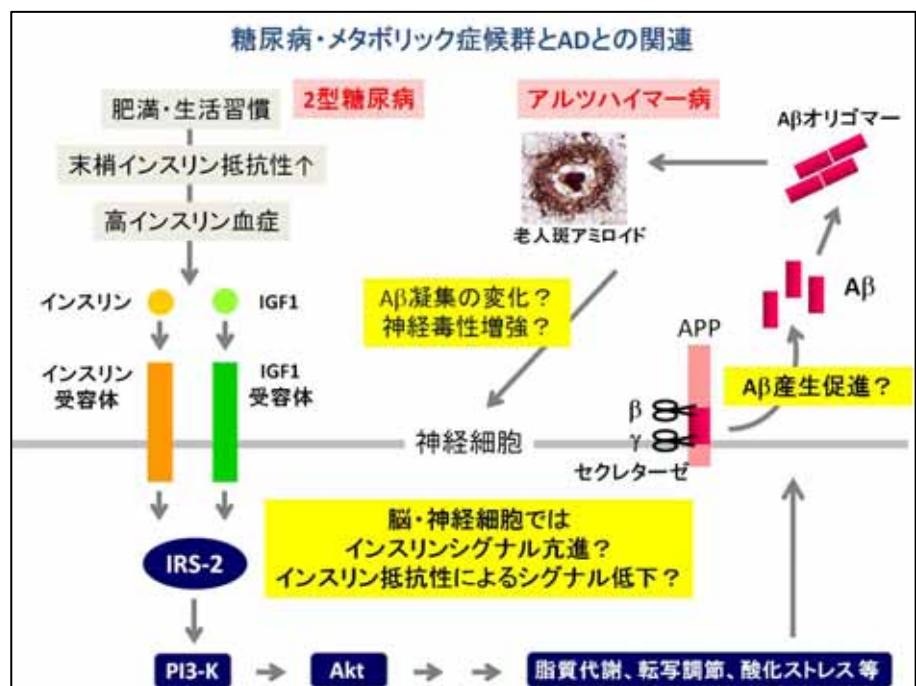 糖尿病・メタボリック症候群とADとの関連
肥満・生活習慣
2型糖尿病
アルツハイマー病
末梢インスリン抵抗性↑
高インスリン血症
Aβオリゴマー
老人斑アミロイド
インスリン
IGF1
Aβ凝集の変化？
神経毒性増強？
Aβ
APP
インスリン
受容体
IGF1
受容体
Aβ産生促進？
β
γ
神経細胞
セクレターゼ
脳・神経細胞では
インスリンシグナル亢進？
インスリン抵抗性によるシグナル低下？
IRS-2
PI3-K
Akt
脂質代謝、転写調節、酸化ストレス等